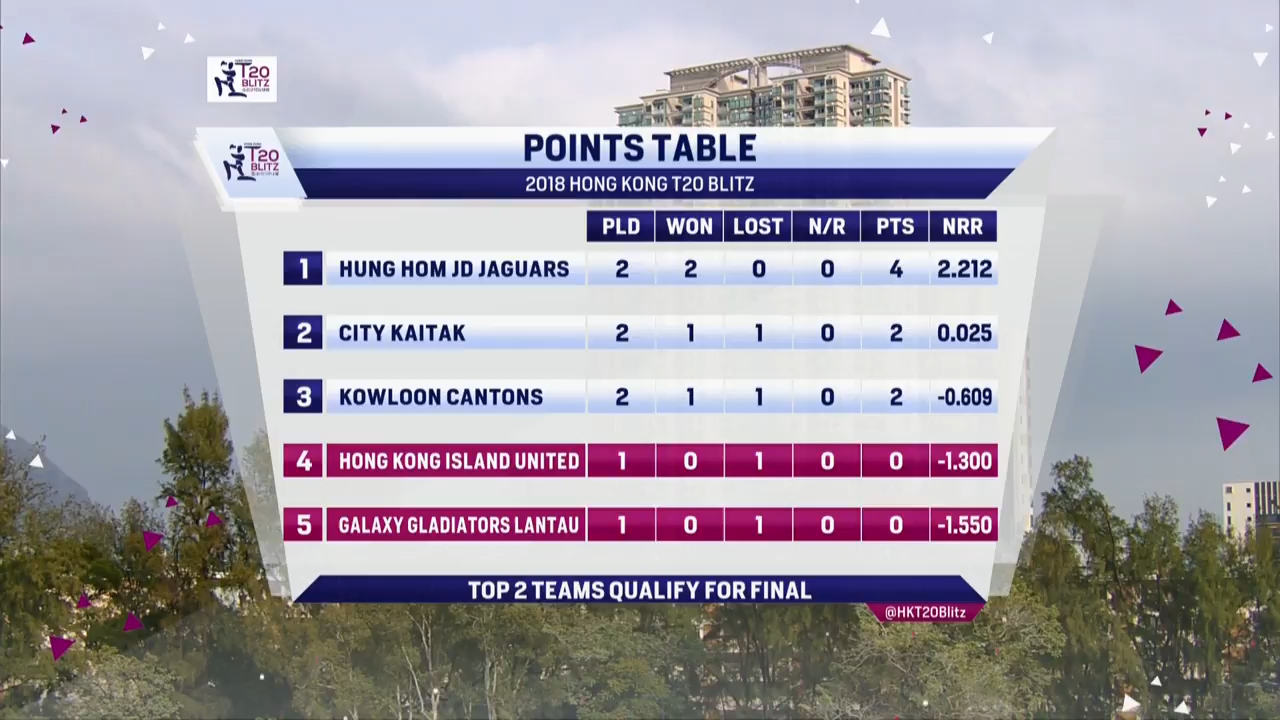 T20
BLITZ
T20
BLITZ
POINTS TABLE
2018 HONG KONG T20 BLITZ
PLD WON LOST N/R PTS NRR
1 HUNG HOM JD JAGUARS 2 2 0 0 4 2.212
2 CITY KAITAK 2 1 1 0 2 0.025
3 KOWLOON CANTONS 2 1 1 0 2 -0.609
4 HONG KONG ISLAND UNITED 1 0 1 0 0 -1.300
5 GALAXY GLADIATORS LANTAU 1 0 1 0 0 -1.550
TOP 2 TEAMS QUALIFY FOR FINAL
@HKT20Blitz